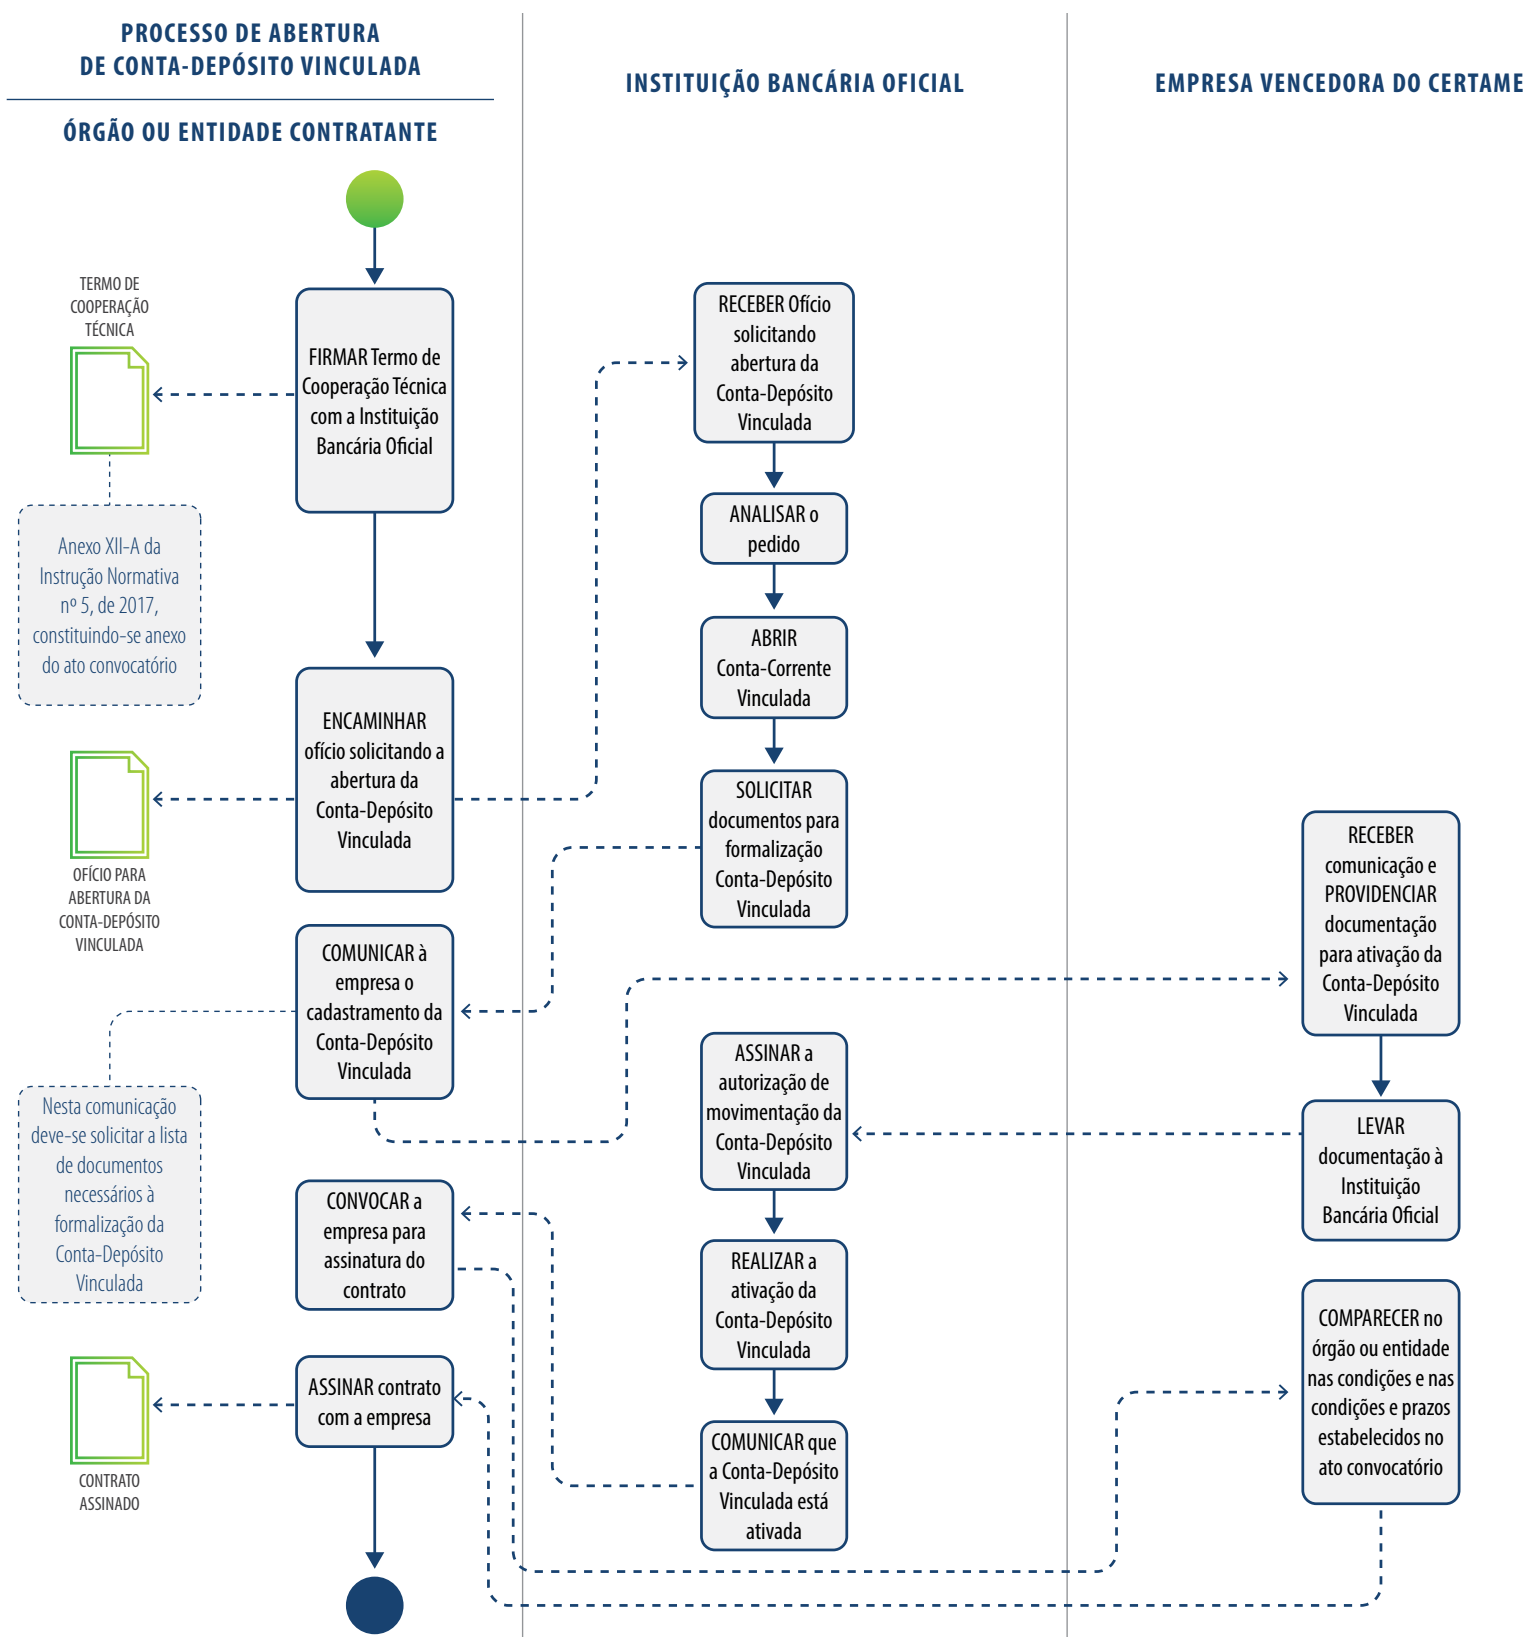 PROCESSO DE ABERTURA
DE CONTA-DEPÓSITO VINCULADA
ÓRGÃO OU ENTIDADE CONTRATANTE
INSTITUIÇÃO BANCÁRIA OFICIAL
EMPRESA VENCEDORA DO CERTAME
TERMO DE
COOPERAÇÃO
TÉCNICA
FIRMAR Termo de
Cooperação Técnica
com a Instituição
Bancária Oficial
Anexo XII-A da
Instrução Normativa
nº 5, de 2017,
constituindo-se anexo
do ato convocatório
ENCAMINHAR
ofício solicitando a
abertura da
Conta-Depósito
Vinculada
OFÍCIO PARA
ABERTURA DA
CONTA-DEPÓSITO
VINCULADA
COMUNICAR à
empresa o
cadastramento da
Conta-Depósito
Vinculada
Nesta comunicação
deve-se solicitar a lista
de documentos
necessários à
formalização da
Conta-Depósito
Vinculada
CONVOCAR a
empresa para
assinatura do
contrato
ASSINAR contrato
com a empresa
CONTRATO
ASSINADO
RECEBER Ofício
solicitando
abertura da
Conta-Depósito
Vinculada
ANALISAR o
pedido
ABRIR
Conta-Corrente
Vinculada
SOLICITAR
documentos para
formalização
Conta-Depósito
Vinculada
ASSINAR a
autorização de
movimentação da
Conta-Depósito
Vinculada
REALIZAR a
ativação da
Conta-Depósito
Vinculada
COMUNICAR que
a Conta-Depósito
Vinculada está
ativada
RECEBER
comunicação e
PROVIDENCIAR
documentação
para ativação da
Conta-Depósito
Vinculada
LEVAR
documentação à
Instituição
Bancária Oficial
COMPARECER no
órgão ou entidade
nas condições e nas
condições e prazos
estabelecidos no
ato convocatório